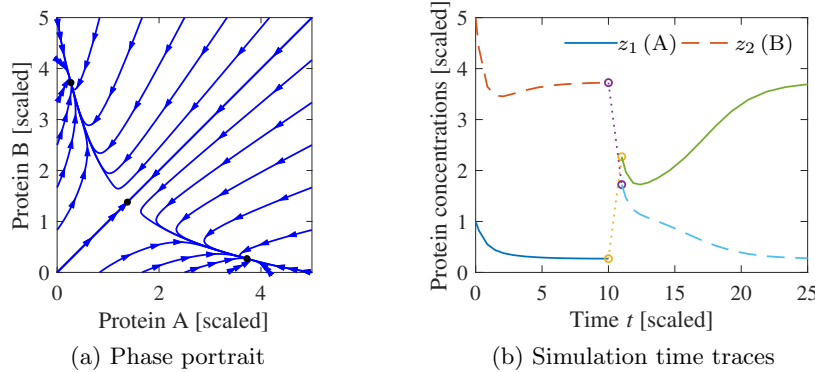 5
4
3
2
1
0
Protein B [scaled]
0 2 4
Protein A [scaled]
(a) Phase portrait
5
4
3
2
1
0
Protein concentrations [scaled]
z₁ (A) z₂ (B)
0 5 10 15 20 25
Time t [scaled]
(b) Simulation time traces